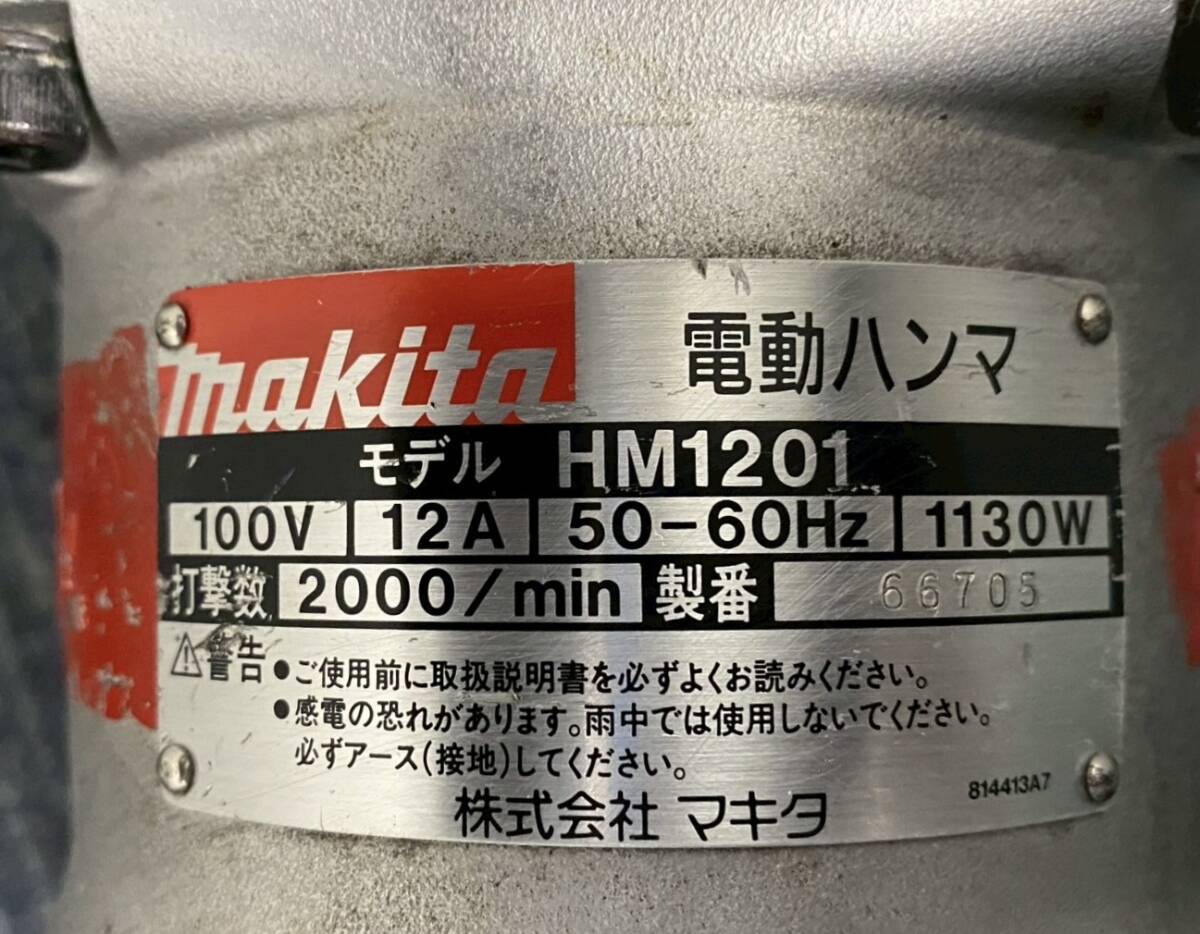 makita 電動ハンマ
モデル HM1201
100V 12A 50-60Hz 1130W
打撃数 2000/min 製番 66705
⚠警告 ●ご使用前に取扱説明書を必ずよくお読みください。
●感電の恐れがあります。雨中では使用しないでください。
必ずアース(接地)してください。
株式会社 マキタ 814413A7